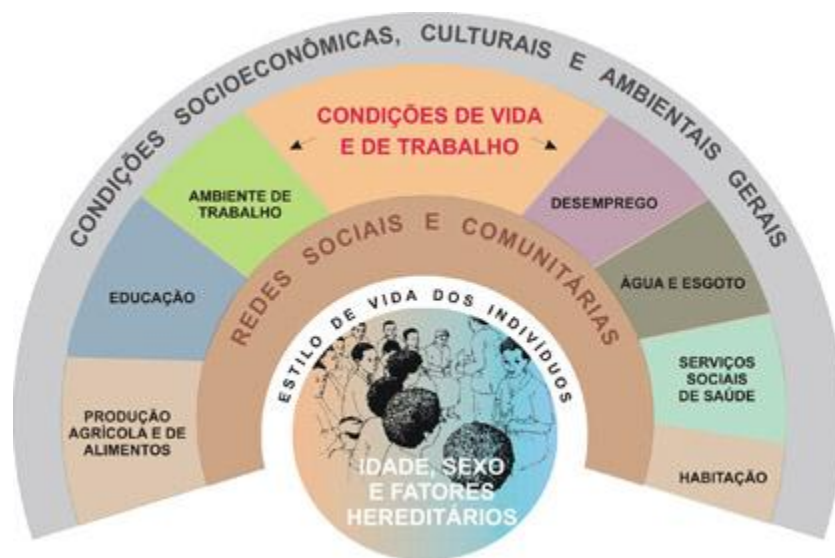 CONDIÇÕES SOCIOECONÔMICAS, CULTURAIS E AMBIENTAIS GERAIS
CONDIÇÕES DE VIDA
E DE TRABALHO
AMBIENTE DE
TRABALHO
DESEMPREGO
EDUCAÇÃO
ÁGUA E ESGOTO
PRODUÇÃO
AGRÍCOLA E DE
ALIMENTOS
SERVIÇOS
SOCIAIS
DE SAÚDE
HABITAÇÃO
REDES SOCIAIS E COMUNITÁRIAS
ESTILO DE VIDA DOS INDIVÍDUOS
IDADE, SEXO
E FATORES
HEREDITÁRIOS